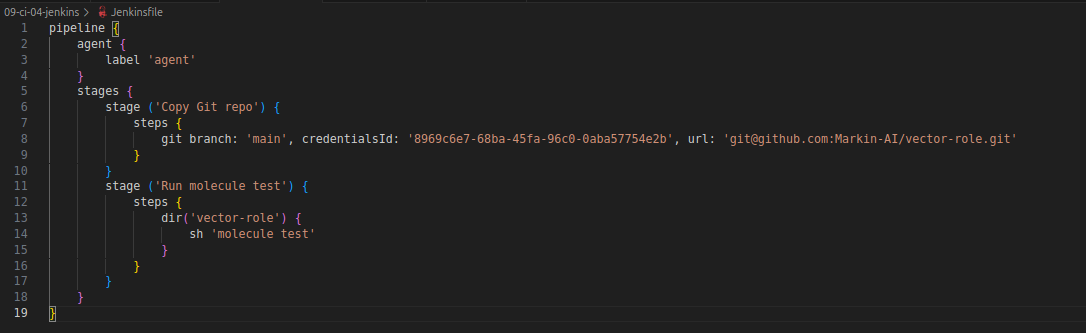 09-ci-04-jenkins > Jenkinsfile
1 pipeline {
2     agent {
3         label 'agent'
4     }
5     stages {
6         stage ('Copy Git repo') {
7             steps {
8                 git branch: 'main', credentialsId: '8969c6e7-68ba-45fa-96c0-0aba57754e2b', url: 'git@github.com:Markin-AI/vector-role.git'
9             }
10         }
11         stage ('Run molecule test') {
12             steps {
13                 dir('vector-role') {
14                     sh 'molecule test'
15                 }
16             }
17         }
18     }
19 }